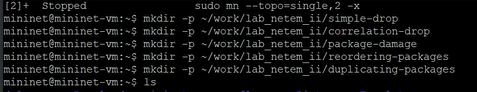 [2]+  Stopped                 sudo mn --topo=single,2 -x
mininet@mininet-vm:~$ mkdir -p ~/work/lab_netem_ii/simple-drop
mininet@mininet-vm:~$ mkdir -p ~/work/lab_netem_ii/correlation-drop
mininet@mininet-vm:~$ mkdir -p ~/work/lab_netem_ii/package-damage
mininet@mininet-vm:~$ mkdir -p ~/work/lab_netem_ii/reordering-packages
mininet@mininet-vm:~$ mkdir -p ~/work/lab_netem_ii/duplicating-packages
mininet@mininet-vm:~$ ls